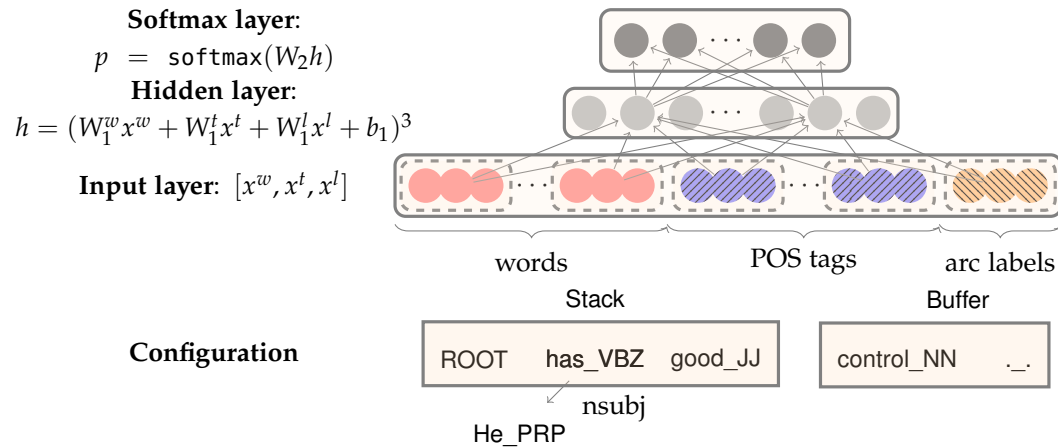 Softmax layer:
p = softmax(W₂h)
Hidden layer:
h = (W₁ʷxʷ + W₁ᵗxᵗ + W₁ˡxˡ + b₁)³
Input layer: [xʷ, xᵗ, xˡ]
··· 
···
··· ···
words POS tags arc labels
Stack Buffer
Configuration ROOT has_VBZ good_JJ control_NN ._.
nsubj
He_PRP